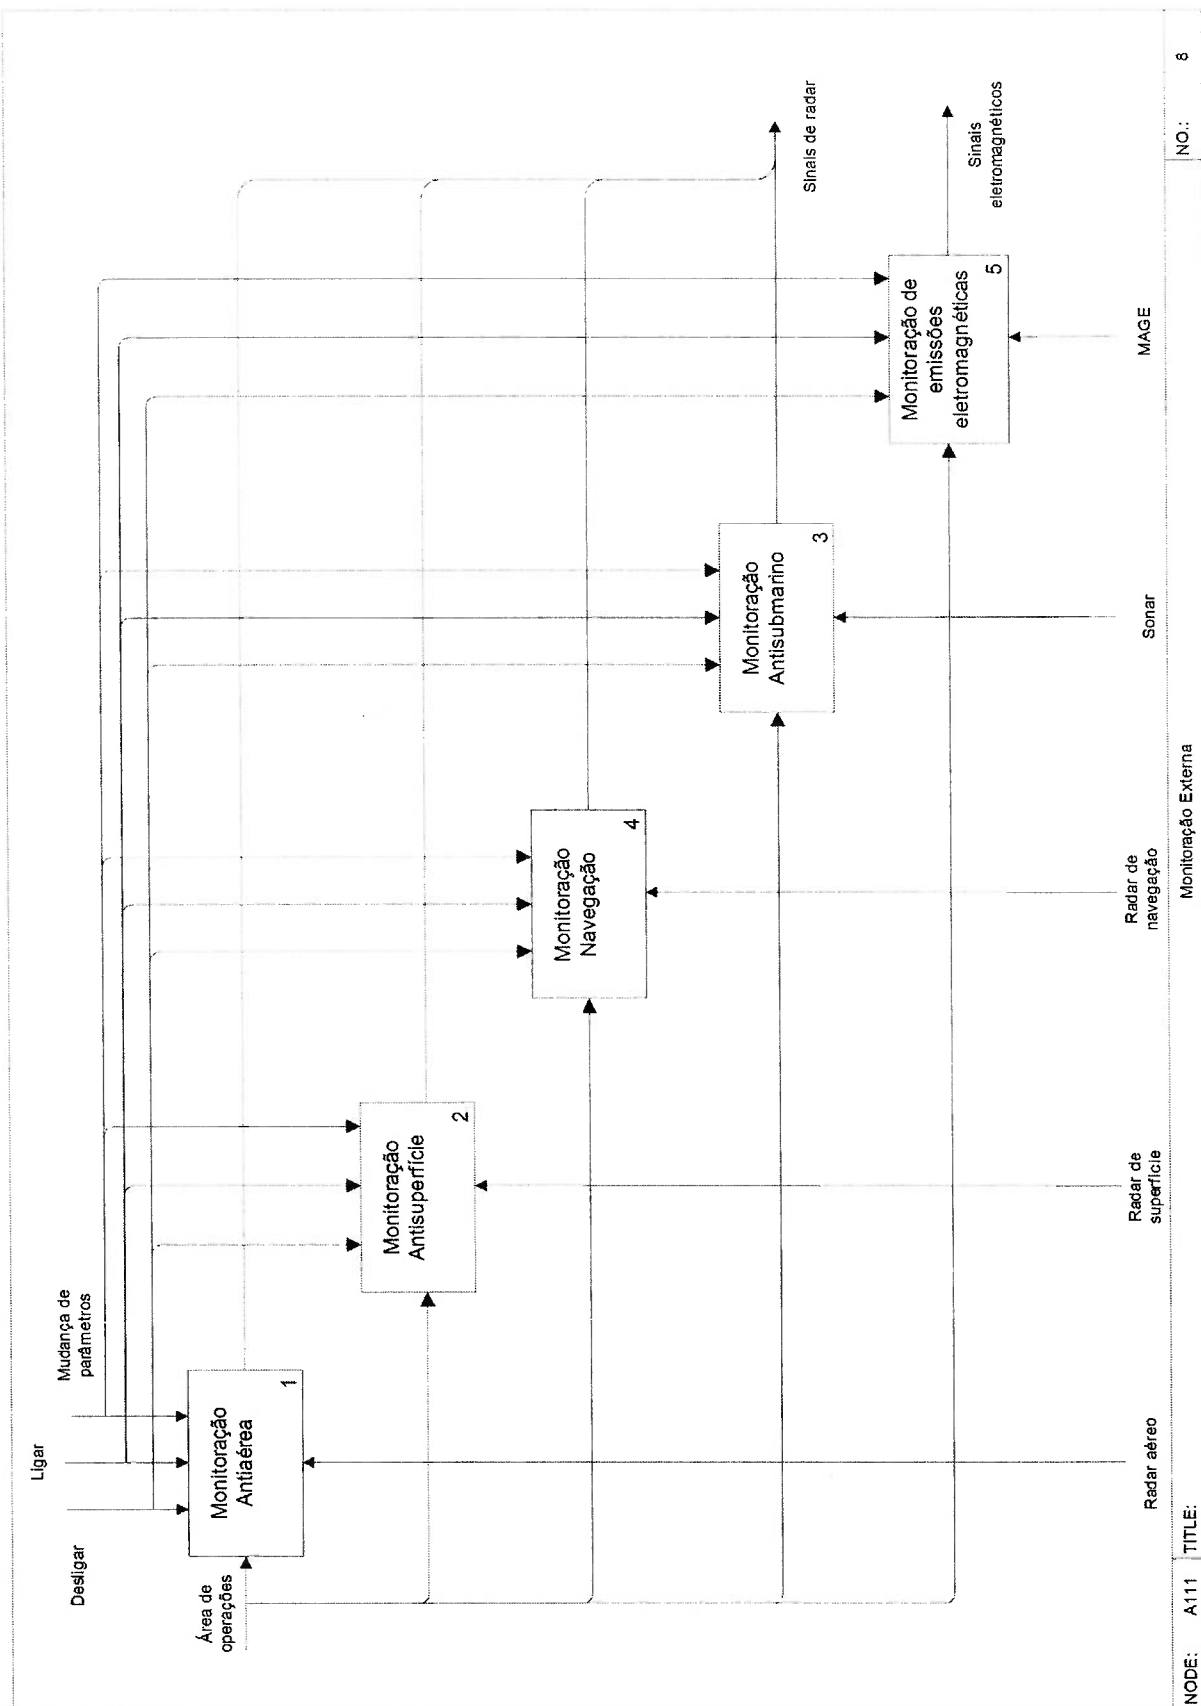 Desligar
Ligar
Mudança de
parâmetros
Área de
operações
Monitoração
Antiaérea
1
Monitoração
Antisuperfície
2
Monitoração
Navegação
4
Monitoração
Antisubmarino
3
Monitoração de
emissões
eletromagnéticas
5
Sinais de radar
Sinais
eletromagnéticos
Radar aéreo
Radar de
superfície
Radar de
navegação
Sonar
MAGE
NODE: A111 TITLE: Monitoração Externa NO.: 8